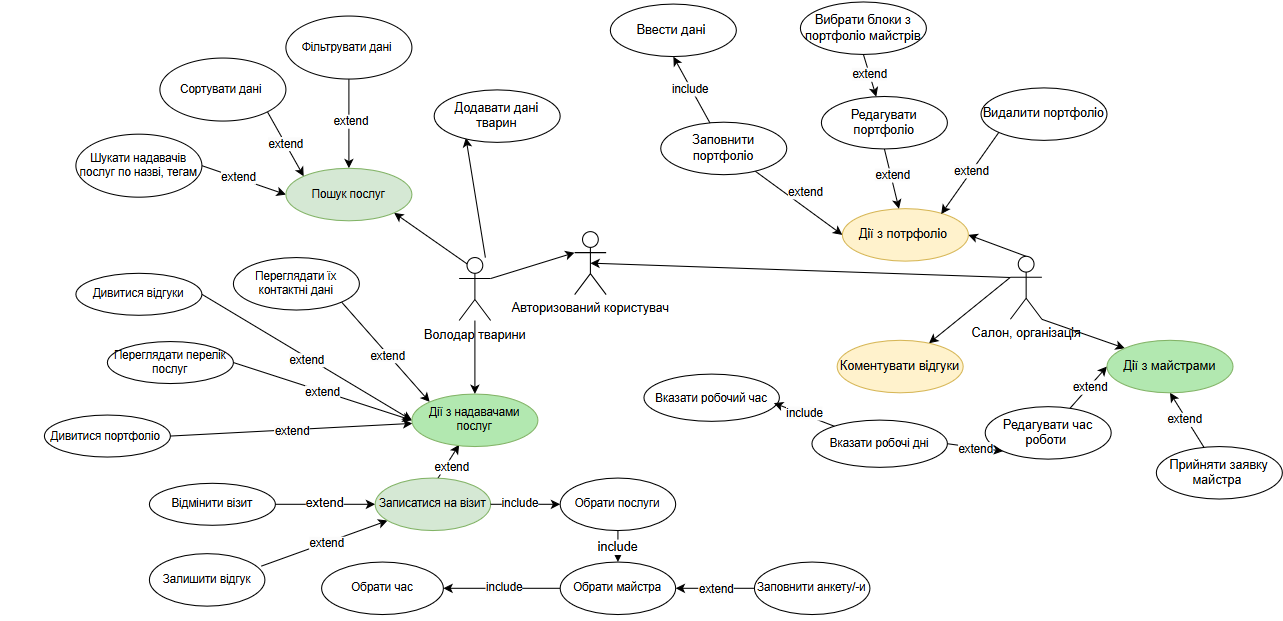 Фільтрувати дані
Сортувати дані
extend
extend
Шукати надавачів
послуг по назві, тегам
extend
Пошук послуг
Додавати дані
тварин
Ввести дані
include
Заповнити
портфоліо
extend
Вибрати блоки з
портфоліо майстрів
extend
Редагувати
портфоліо
extend
Видалити портфоліо
extend
Дії з потрфоліо
Авторизований користувач
Володар тварини
Салон, організація
Дивитися відгуки
extend
Переглядати їх
контактні дані
extend
Переглядати перелік
послуг
extend
Дивитися портфоліо
extend
Дії з надавачами
послуг
extend
Коментувати відгуки
Дії з майстрами
extend
extend
Вказати робочий час
include
Вказати робочі дні
extend
Редагувати час
роботи
Прийняти заявку
майстра
Відмінити візит
extend
Записатися на візит
include
Обрати послуги
include
Залишити відгук
extend
Обрати час
include
Обрати майстра
extend
Заповнити анкету/-и